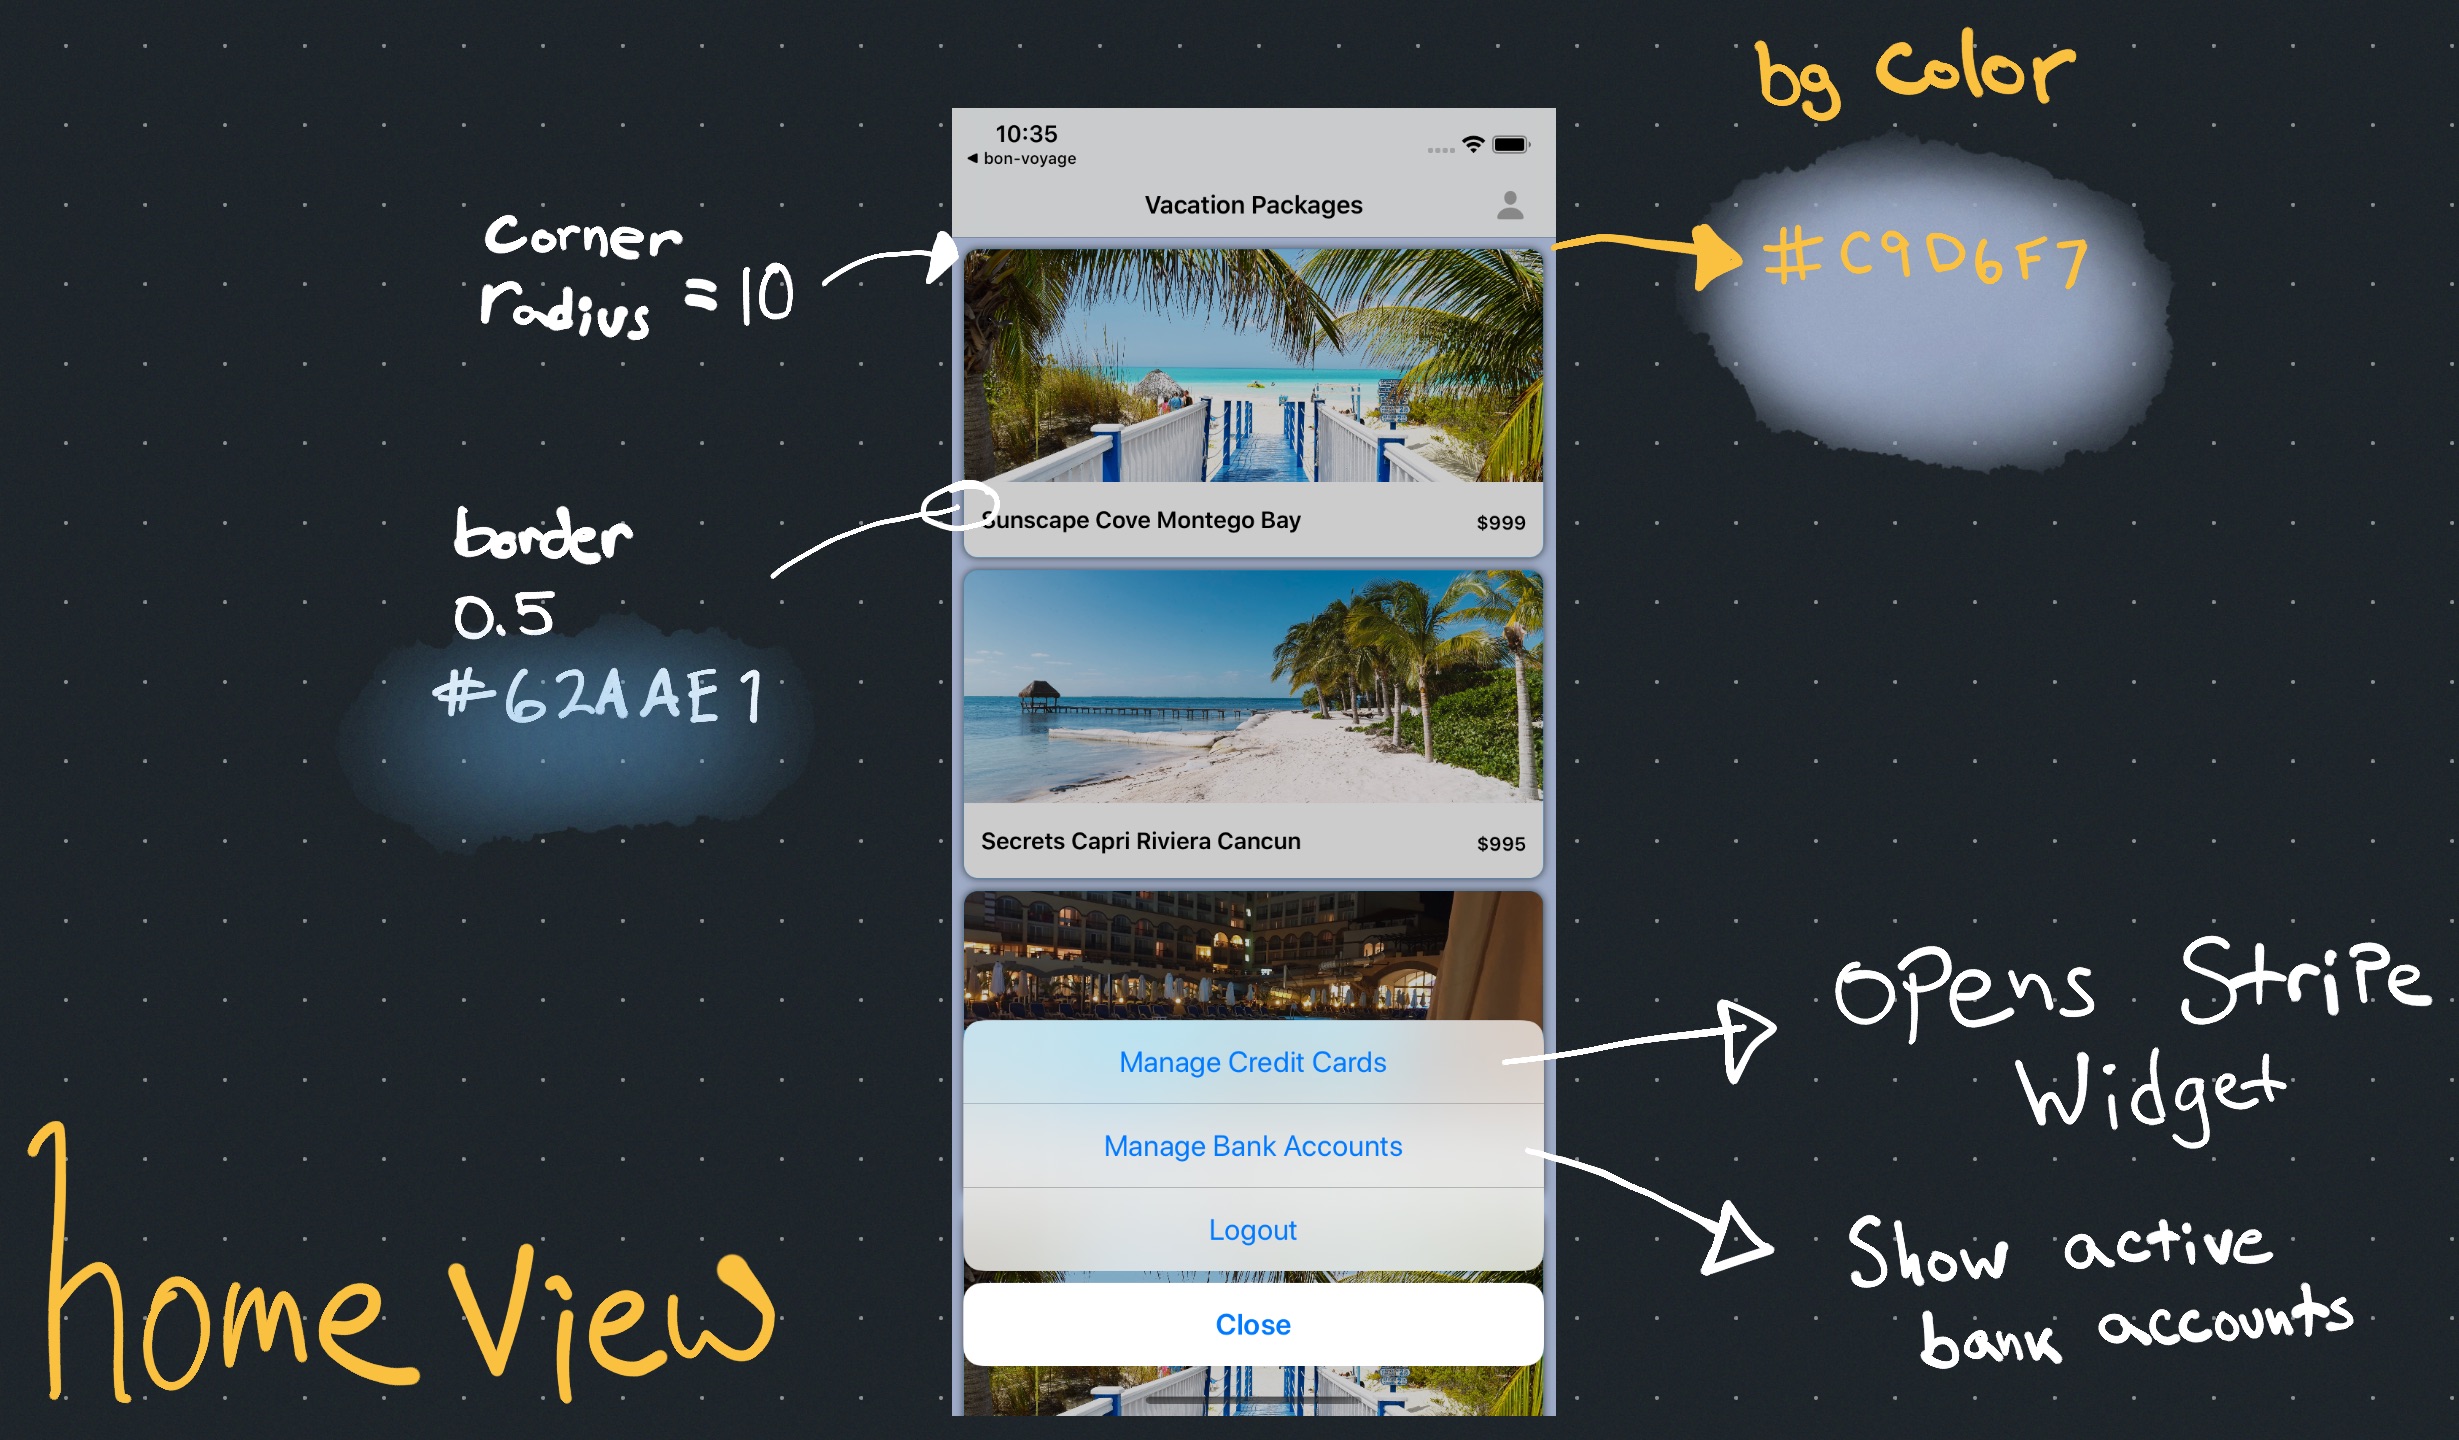 bg Color
10:35
◀ bon-voyage
Vacation Packages
Corner
radius = 10
#C9D6F7
Sunscape Cove Montego Bay
$999
border
0.5
#62AAE1
Secrets Capri Riviera Cancun
$995
Manage Credit Cards
Opens Stripe
Widget
Manage Bank Accounts
Show active
bank accounts
Logout
Close
home View